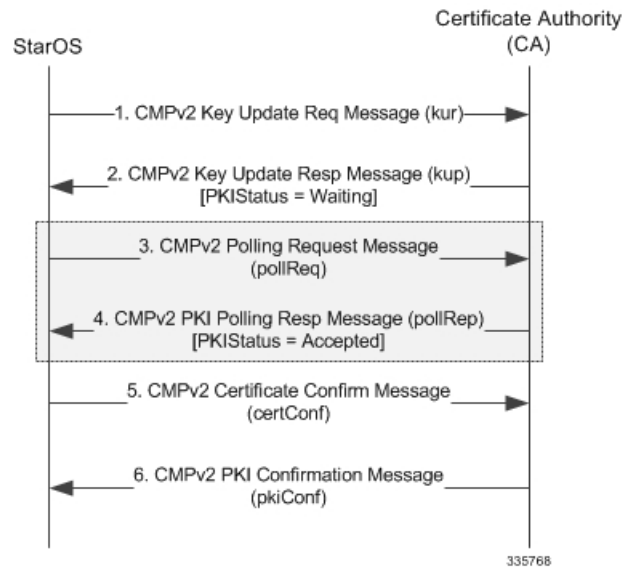 Certificate Authority
StarOS
(CA)
1. CMPv2 Key Update Req Message (kur)
2. CMPv2 Key Update Resp Message (kup)
[PKIStatus = Waiting]
3. CMPv2 Polling Request Message
(pollReq)
4. CMPv2 PKI Polling Resp Message (pollRep)
[PKIStatus = Accepted]
5. CMPv2 Certificate Confirm Message
(certConf)
6. CMPv2 PKI Confirmation Message
(pkiConf)
335768